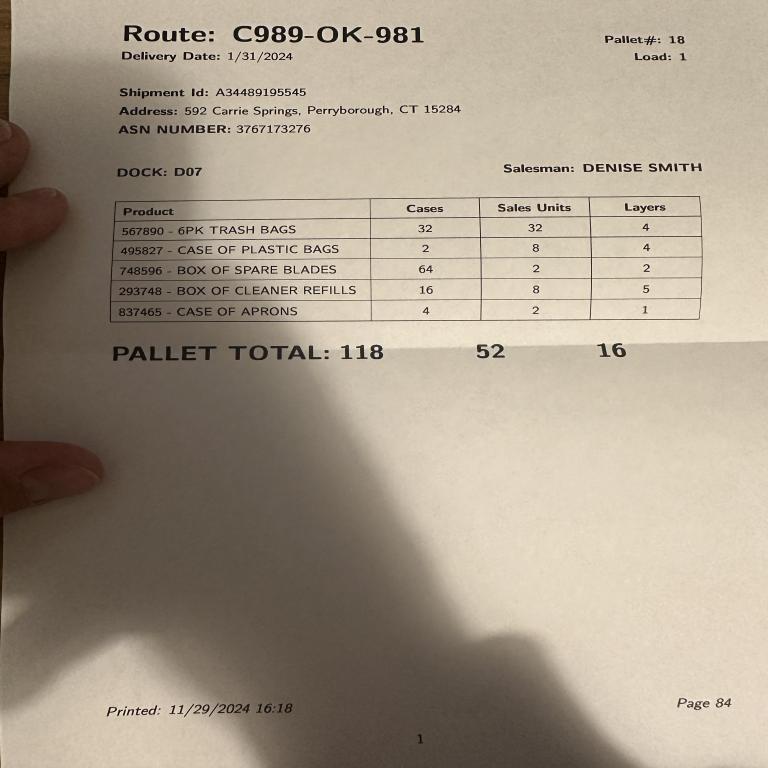 Route: C989-OK-981
Pallet#: 18
Delivery Date: 1/31/2024
Load: 1
Shipment Id: A34489195545
Address: 592 Carrie Springs, Perryborough, CT 15284
ASN NUMBER: 3767173276
DOCK: D07
Salesman: DENISE SMITH
Product Cases Sales Units Layers
567890 - 6PK TRASH BAGS 32 32 4
495827 - CASE OF PLASTIC BAGS 2 8 4
748596 - BOX OF SPARE BLADES 64 2 2
293748 - BOX OF CLEANER REFILLS 16 8 5
837465 - CASE OF APRONS 4 2 1
PALLET TOTAL: 118 52 16
Printed: 11/29/2024 16:18
Page 84
1